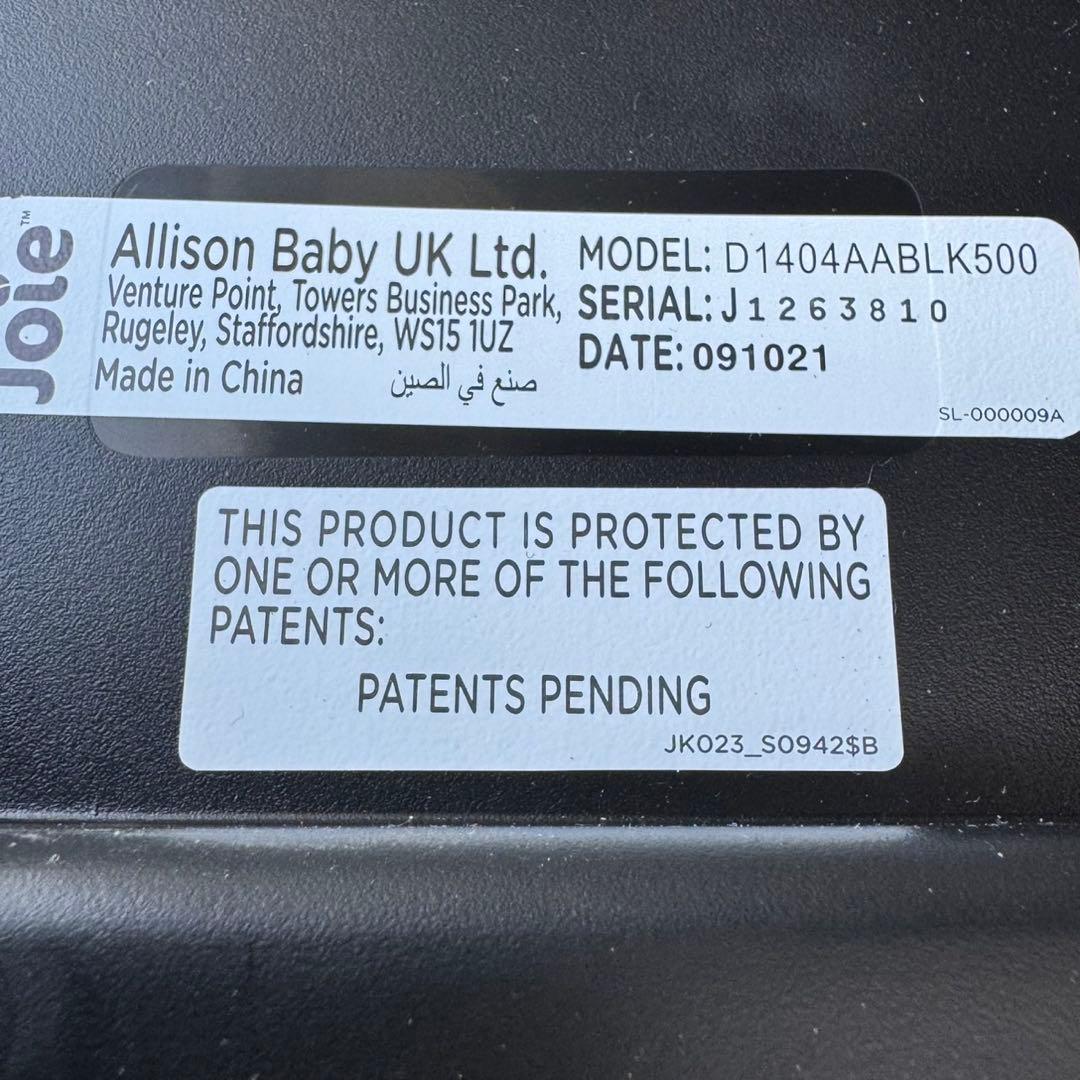 Joie™
Allison Baby UK Ltd.
Venture Point, Towers Business Park,
Rugeley, Staffordshire, WS15 1UZ
Made in China صنع في الصين
MODEL: D1404AABLK500
SERIAL: J1263810
DATE: 091021
SL-000009A
THIS PRODUCT IS PROTECTED BY
ONE OR MORE OF THE FOLLOWING
PATENTS:
PATENTS PENDING
JK023_S0942$B